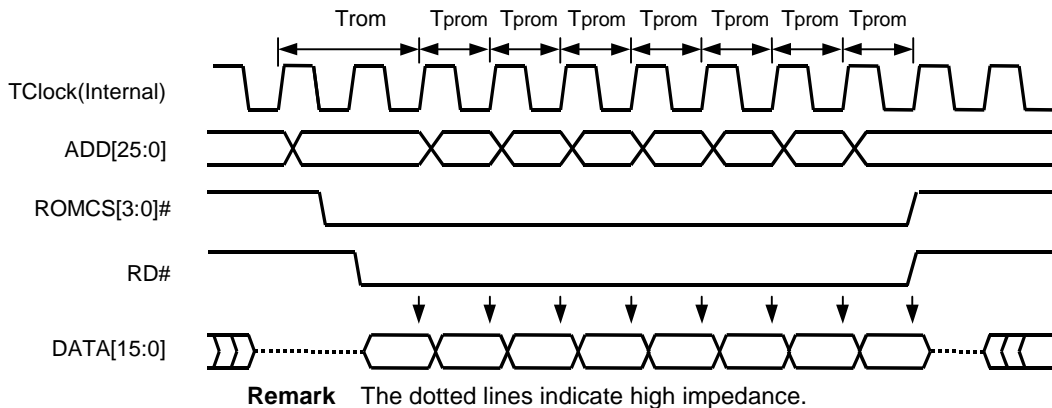 Trom Tprom Tprom Tprom Tprom Tprom Tprom Tprom
TClock(Internal)
ADD[25:0]
ROMCS[3:0]#
RD#
DATA[15:0]
Remark The dotted lines indicate high impedance.